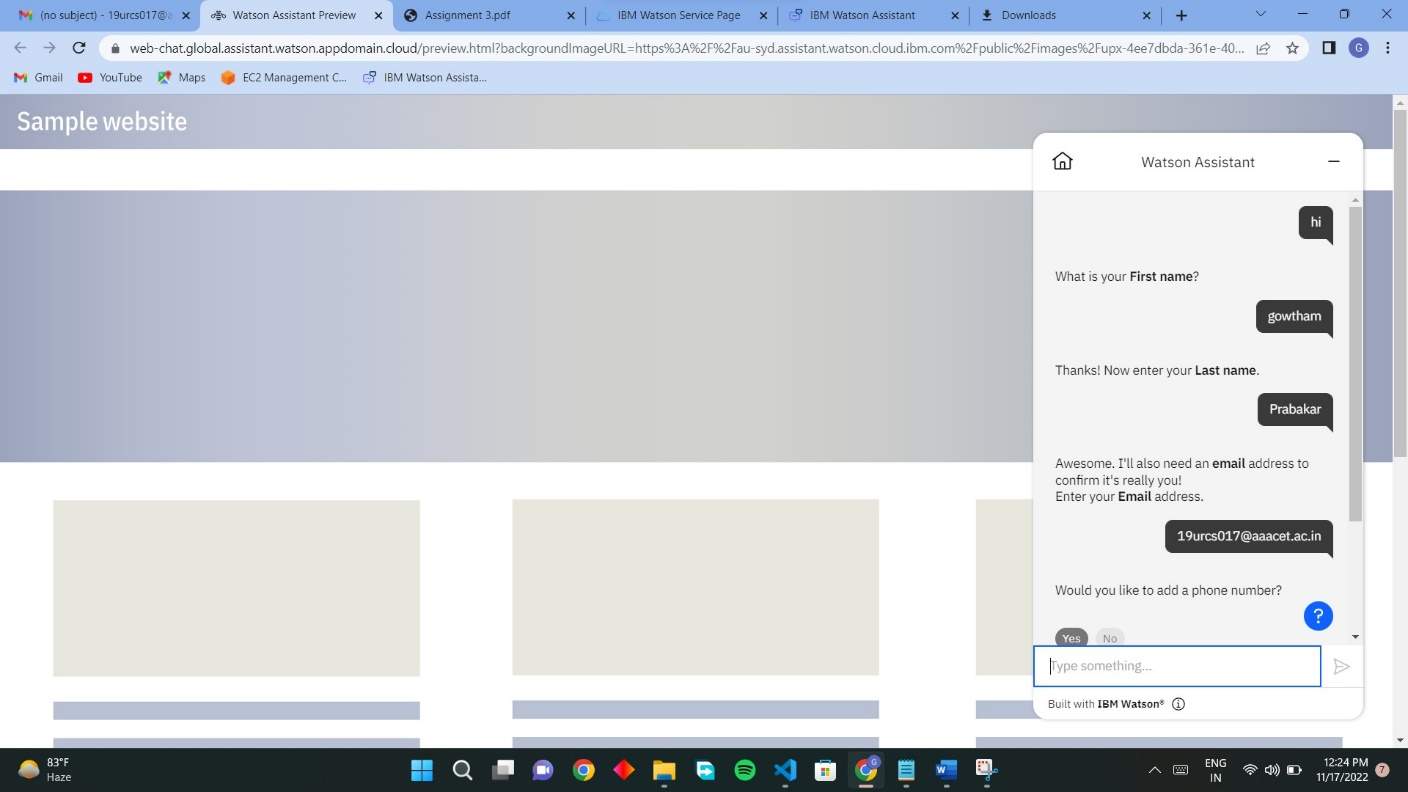 (no subject) - 19urcs017@a
Watson Assistant Preview
Assignment 3.pdf
IBM Watson Service Page
IBM Watson Assistant
Downloads
web-chat.global.assistant.watson.appdomain.cloud/preview.html?backgroundImageURL=https%3A%2F%2Fau-syd.assistant.watson.cloud.ibm.com%2Fpublic%2Fimages%2Fupx-4ee7dbda-361e-40...
G
Gmail
YouTube
Maps
EC2 Management C...
IBM Watson Assista...
Sample website
Watson Assistant
hi
What is your First name?
gowtham
Thanks! Now enter your Last name.
Prabakar
Awesome. I'll also need an email address to
confirm it's really you!
Enter your Email address.
19urcs017@aaacet.ac.in
Would you like to add a phone number?
?
Yes No
Type something...
Built with IBM Watson®
83°F
Haze
G
W
ENG
IN
12:24 PM
11/17/2022
7